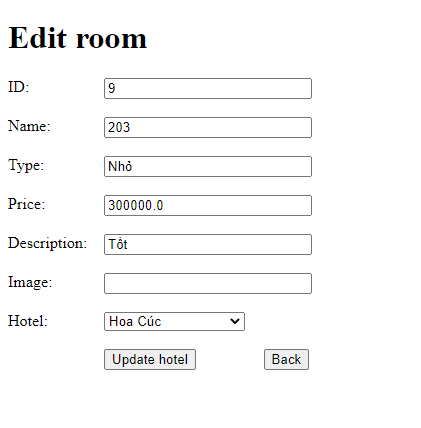 Edit room
ID: 9
Name: 203
Type: Nhỏ
Price: 300000.0
Description: Tốt
Image:
Hotel: Hoa Cúc
Update hotel Back